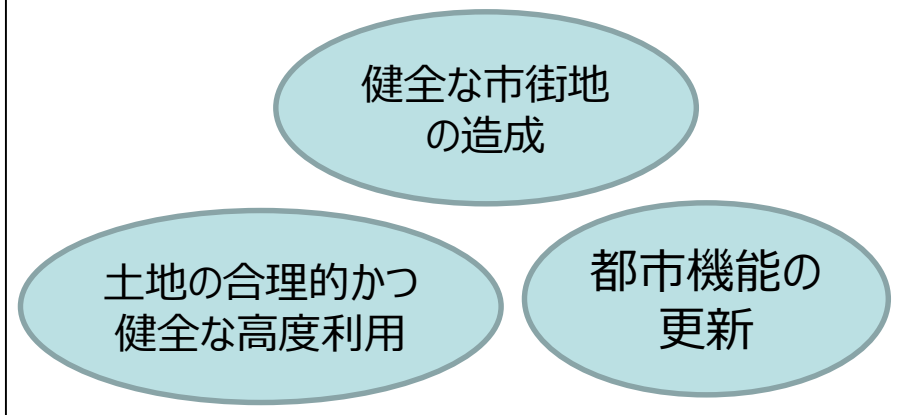 健全な市街地
の造成
土地の合理的かつ
健全な高度利用
都市機能の
更新